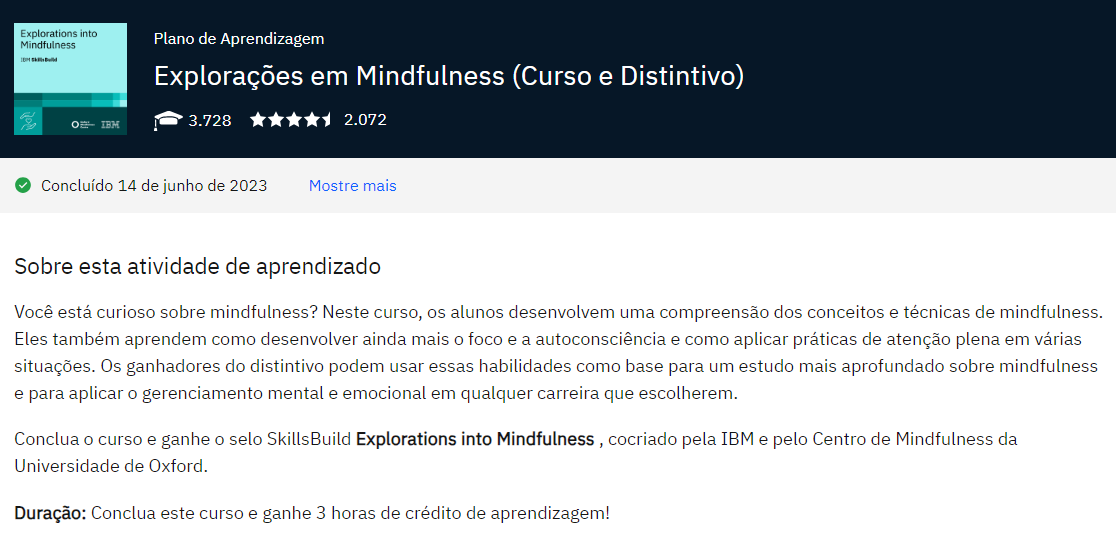 Explorations into
Mindfulness
IBM SkillsBuild
IBM
Plano de Aprendizagem
Explorações em Mindfulness (Curso e Distintivo)
3.728
2.072
Concluído 14 de junho de 2023 Mostre mais
Sobre esta atividade de aprendizado
Você está curioso sobre mindfulness? Neste curso, os alunos desenvolvem uma compreensão dos conceitos e técnicas de mindfulness.
Eles também aprendem como desenvolver ainda mais o foco e a autoconsciência e como aplicar práticas de atenção plena em várias
situações. Os ganhadores do distintivo podem usar essas habilidades como base para um estudo mais aprofundado sobre mindfulness
e para aplicar o gerenciamento mental e emocional em qualquer carreira que escolherem.
Conclua o curso e ganhe o selo SkillsBuild Explorations into Mindfulness , cocriado pela IBM e pelo Centro de Mindfulness da
Universidade de Oxford.
Duração: Conclua este curso e ganhe 3 horas de crédito de aprendizagem!